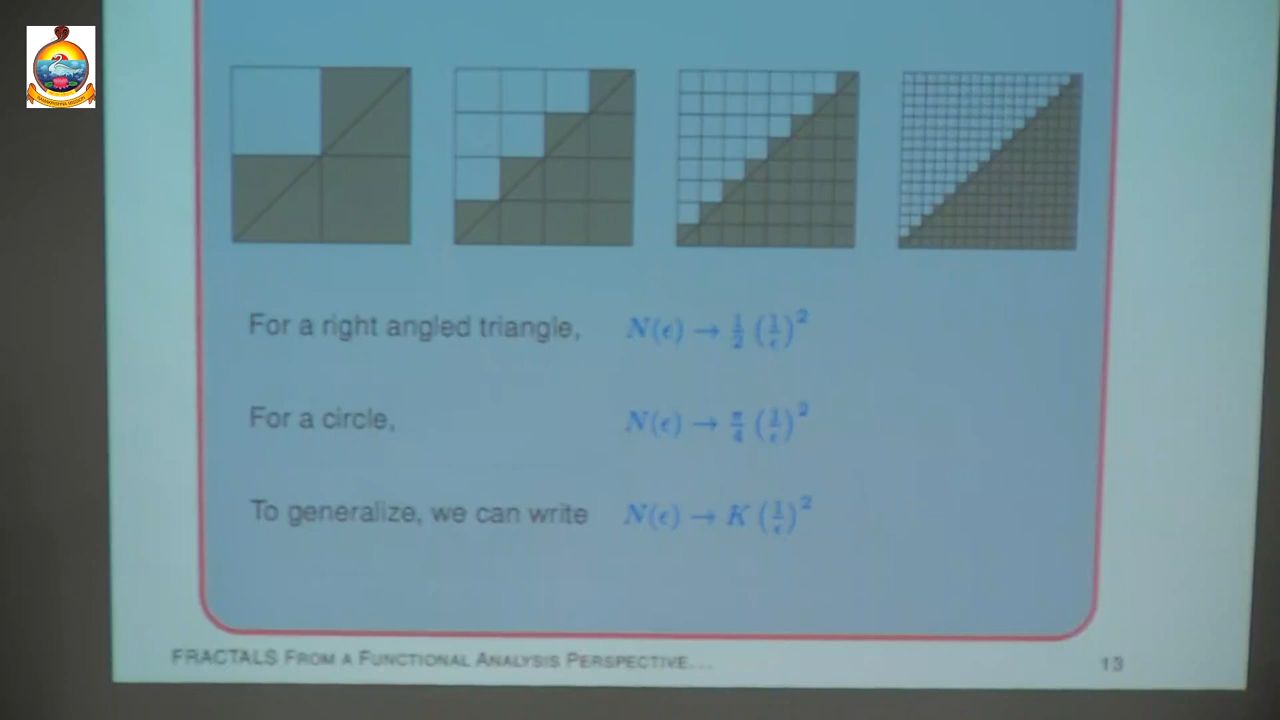 For a right angled triangle, N(ϵ) → 1/2 (1/ϵ)^2
For a circle, N(ϵ) → π/4 (1/ϵ)^2
To generalize, we can write N(ϵ) → K (1/ϵ)^2
FRACTALS FROM A FUNCTIONAL ANALYSIS PERSPECTIVE... 13